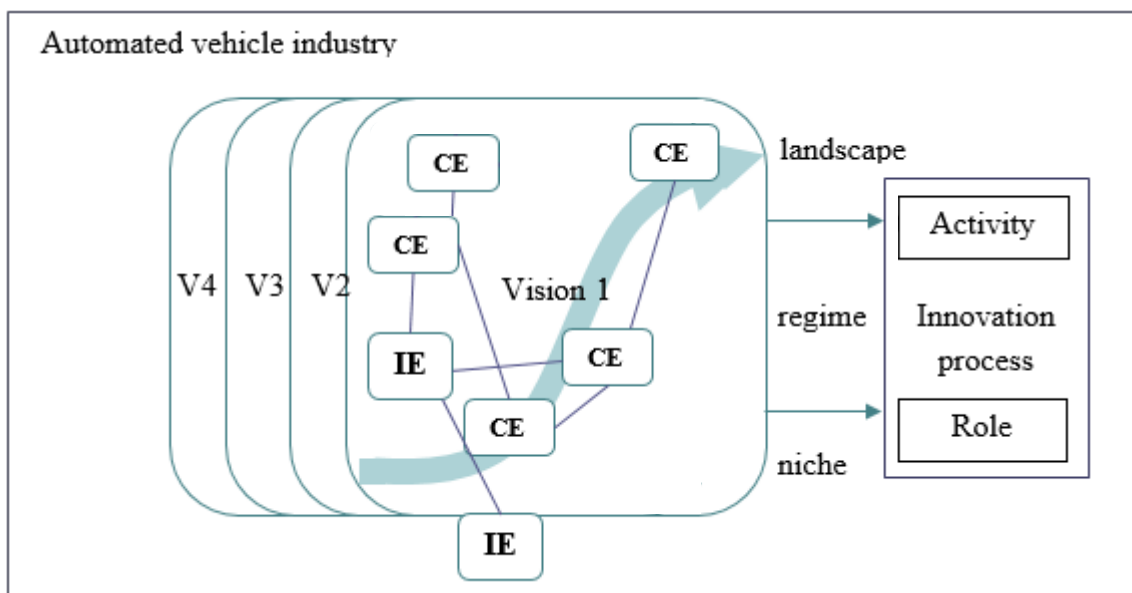 Automated vehicle industry
CE
CE
landscape
CE
Activity
V4
V3
V2
Vision 1
regime
Innovation
process
IE
CE
CE
Role
niche
IE